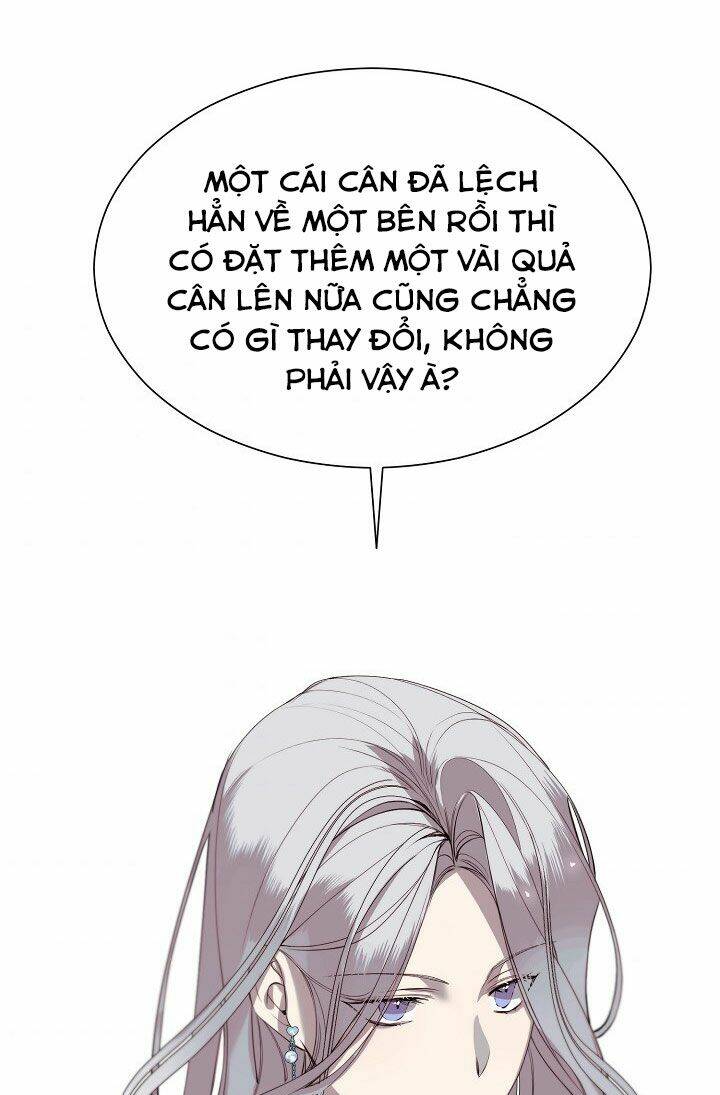 MỘT CÁI CÂN ĐÃ LỆCH
HẲN VỀ MỘT BÊN RỒI THÌ
CÓ ĐẶT THÊM MỘT VÀI QUẢ
CÂN LÊN NỮA CŨNG CHẲNG
CÓ GÌ THAY ĐỔI, KHÔNG
PHẢI VẬY À?